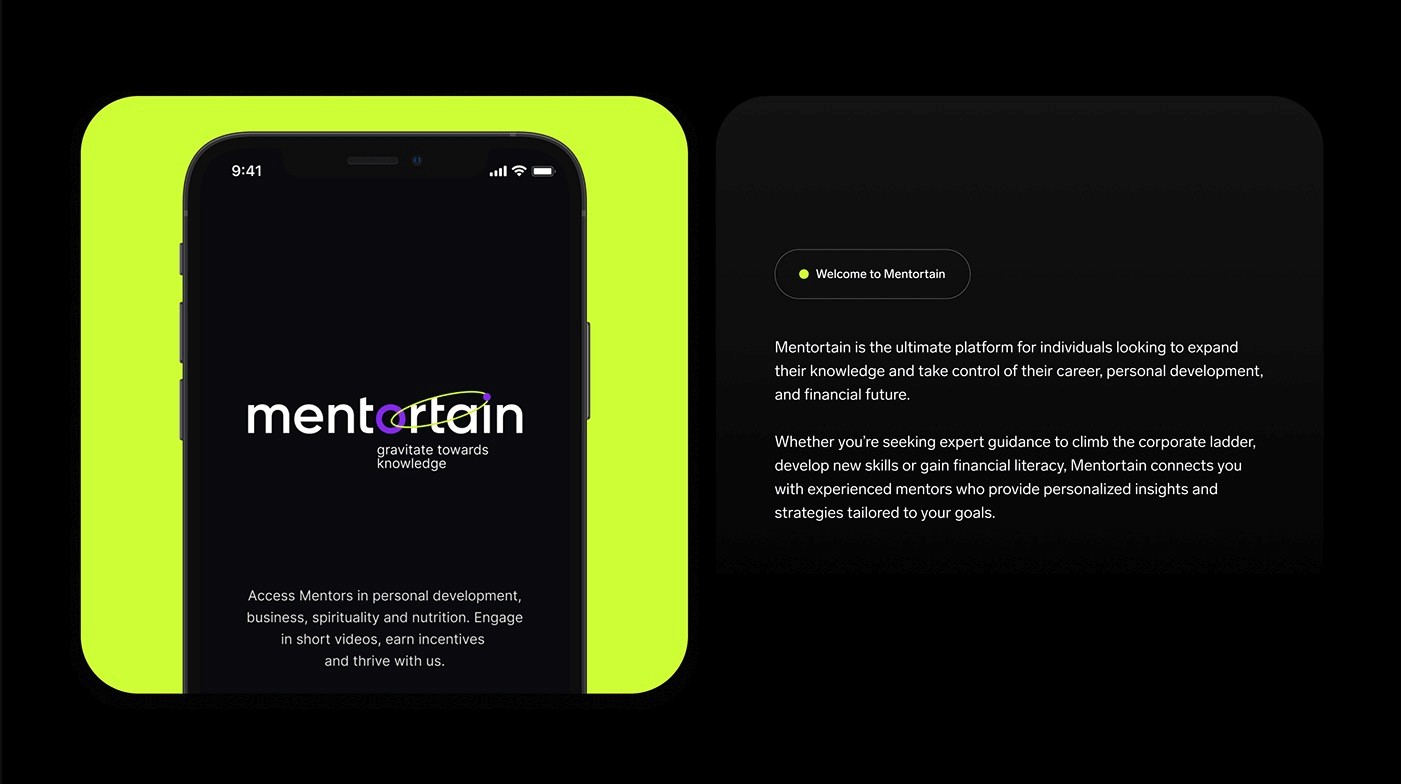 9:41
mentortain
gravitate towards
knowledge
Access Mentors in personal development,
business, spirituality and nutrition. Engage
in short videos, earn incentives
and thrive with us.
Welcome to Mentortain
Mentortain is the ultimate platform for individuals looking to expand
their knowledge and take control of their career, personal development,
and financial future.
Whether you're seeking expert guidance to climb the corporate ladder,
develop new skills or gain financial literacy, Mentortain connects you
with experienced mentors who provide personalized insights and
strategies tailored to your goals.